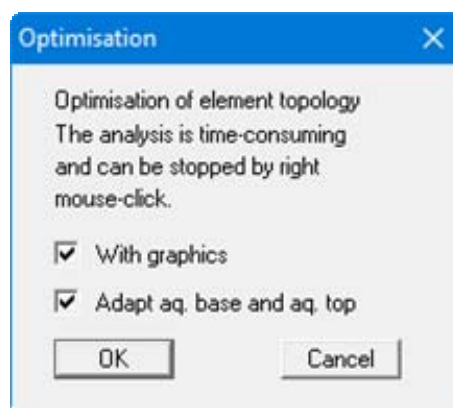 Optimisation
Optimisation of element topology
The analysis is time-consuming
and can be stopped by right
mouse-click.
With graphics
Adapt aq. base and aq. top
OK
Cancel